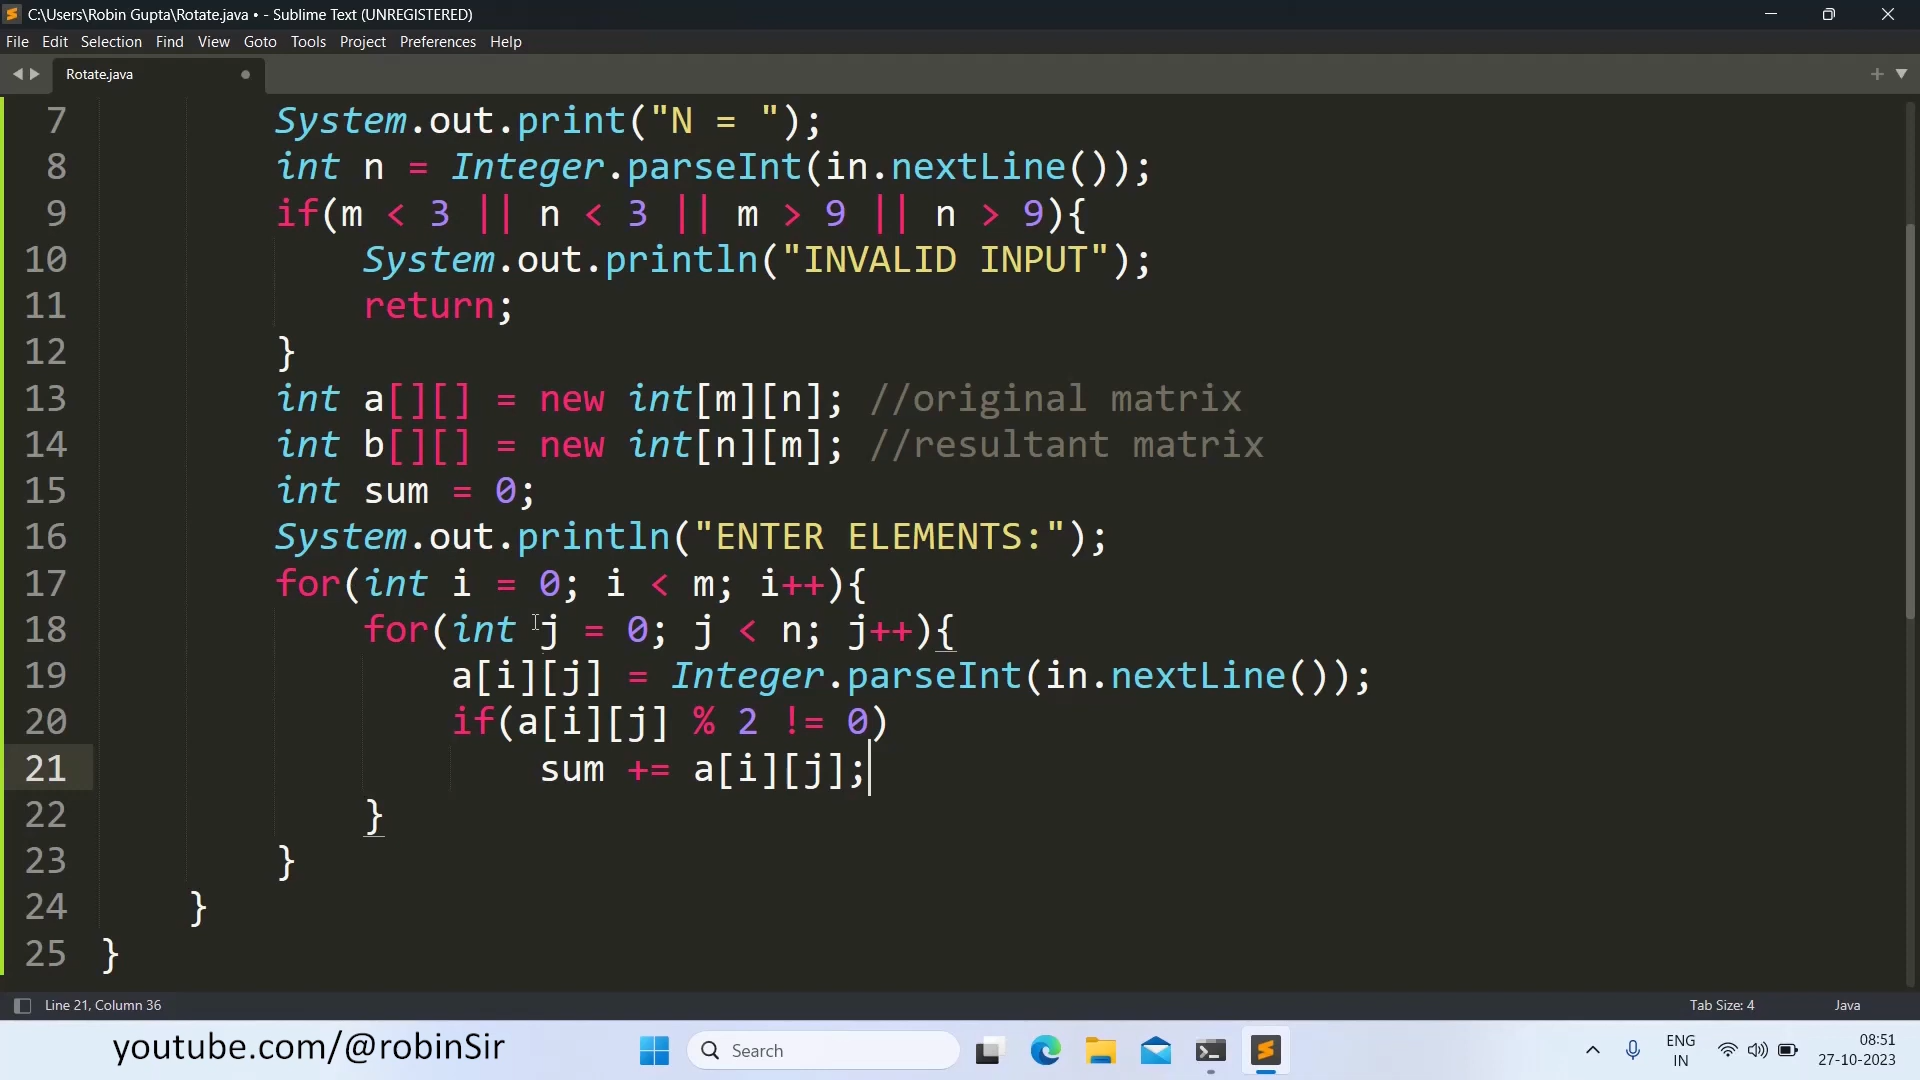 C:\Users\Robin Gupta\Rotate.java • - Sublime Text (UNREGISTERED)
File Edit Selection Find View Goto Tools Project Preferences Help
Rotate.java
7 System.out.print("N = ");
8 int n = Integer.parseInt(in.nextLine());
9 if(m < 3 || n < 3 || m > 9 || n > 9){
10 System.out.println("INVALID INPUT");
11 return;
12 }
13 int a[][] = new int[m][n]; //original matrix
14 int b[][] = new int[n][m]; //resultant matrix
15 int sum = 0;
16 System.out.println("ENTER ELEMENTS:");
17 for(int i = 0; i < m; i++){
18 for(int j = 0; j < n; j++){
19 a[i][j] = Integer.parseInt(in.nextLine());
20 if(a[i][j] % 2 != 0)
21 sum += a[i][j];
22 }
23 }
24 }
25 }
Line 21, Column 36 Tab Size: 4 Java
youtube.com/@robinSir Search ENG 08:51
IN 27-10-2023